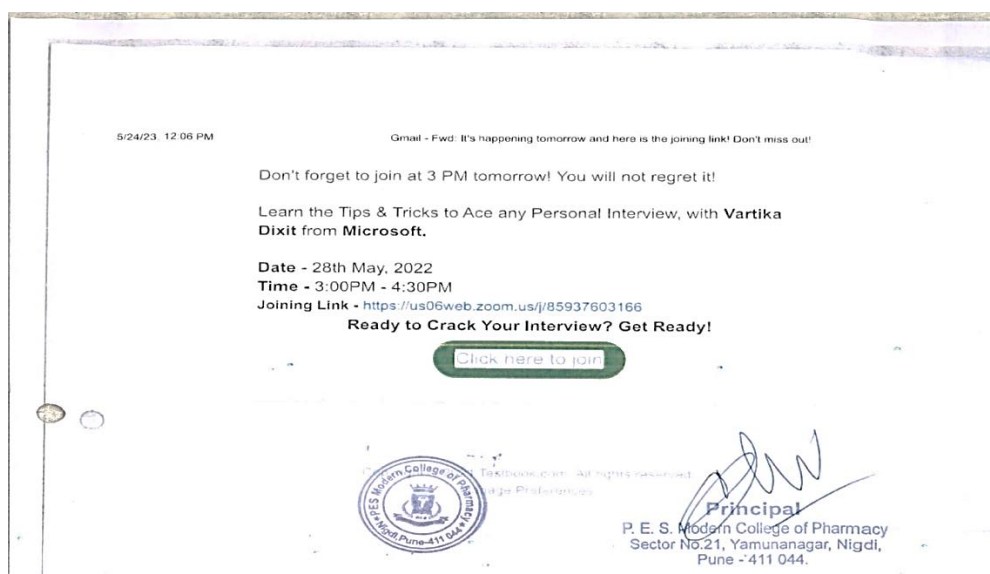 5/24/23, 12:06 PM
Gmail - Fwd: It's happening tomorrow and here is the joining link! Don't miss out!
Don't forget to join at 3 PM tomorrow! You will not regret it!
Learn the Tips & Tricks to Ace any Personal Interview, with Vartika
Dixit from Microsoft.
Date - 28th May, 2022
Time - 3:00PM - 4:30PM
Joining Link - https://us06web.zoom.us/j/85937603166
Ready to Crack Your Interview? Get Ready!
Click here to join
Testbook.com. All rights reserved
Preferences
PES Modern College of Pharmacy
Nigdi, Pune-411 044
Principal
P. E. S. Modern College of Pharmacy
Sector No.21, Yamunanagar, Nigdi,
Pune - 411 044.